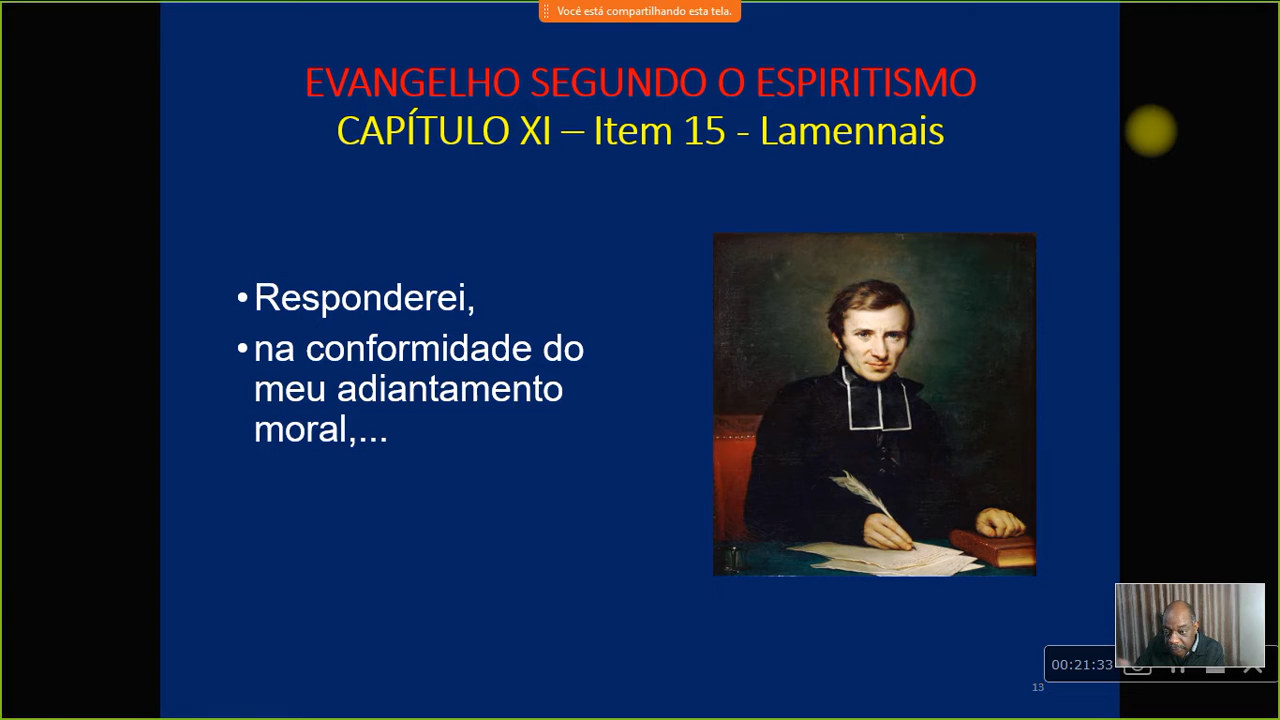 Você está compartilhando esta tela.
EVANGELHO SEGUNDO O ESPIRITISMO
CAPÍTULO XI – Item 15 - Lamennais
• Responderei,
• na conformidade do
meu adiantamento
moral,...
00:21:33
13